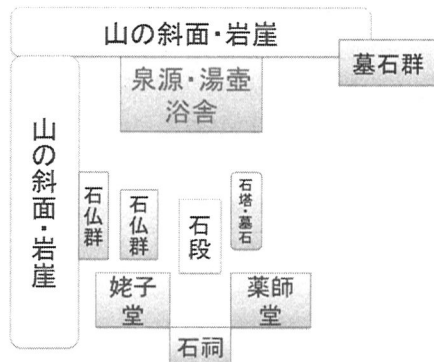 山の斜面・岩崖
墓石群
泉源・湯壺
浴舎
山の斜面・岩崖
石仏群
石仏群
石段
石塔・墓石
姥子
堂
薬師
堂
石祠